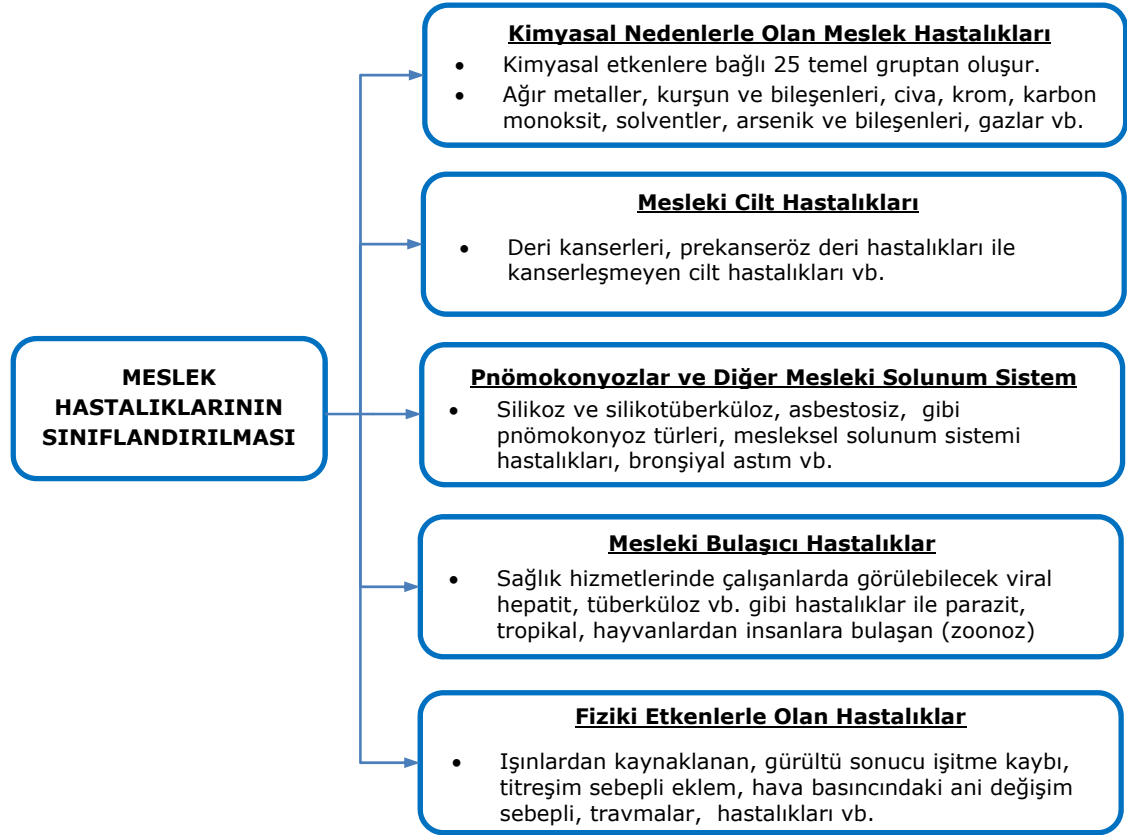 Kimyasal Nedenlerle Olan Meslek Hastalıkları
• Kimyasal etkenlere bağlı 25 temel gruptan oluşur.
• Ağır metaller, kurşun ve bileşenleri, civa, krom, karbon
monoksit, solventler, arsenik ve bileşenleri, gazlar vb.
Mesleki Cilt Hastalıkları
• Deri kanserleri, prekanseröz deri hastalıkları ile
kanserleşmeyen cilt hastalıkları vb.
MESLEK
HASTALIKLARININ
SINIFLANDIRILMASI
Pnömokonyozlar ve Diğer Mesleki Solunum Sistem
• Silikoz ve silikotüberküloz, asbestosiz, gibi
pnömokonyoz türleri, mesleksel solunum sistemi
hastalıkları, bronşiyal astım vb.
Mesleki Bulaşıcı Hastalıklar
• Sağlık hizmetlerinde çalışanlarda görülebilecek viral
hepatit, tüberküloz vb. gibi hastalıklar ile parazit,
tropikal, hayvanlardan insanlara bulaşan (zoonoz)
Fiziki Etkenlerle Olan Hastalıklar
• Işınlardan kaynaklanan, gürültü sonucu işitme kaybı,
titreşim sebepli eklem, hava basıncındaki ani değişim
sebepli, travmalar, hastalıkları vb.